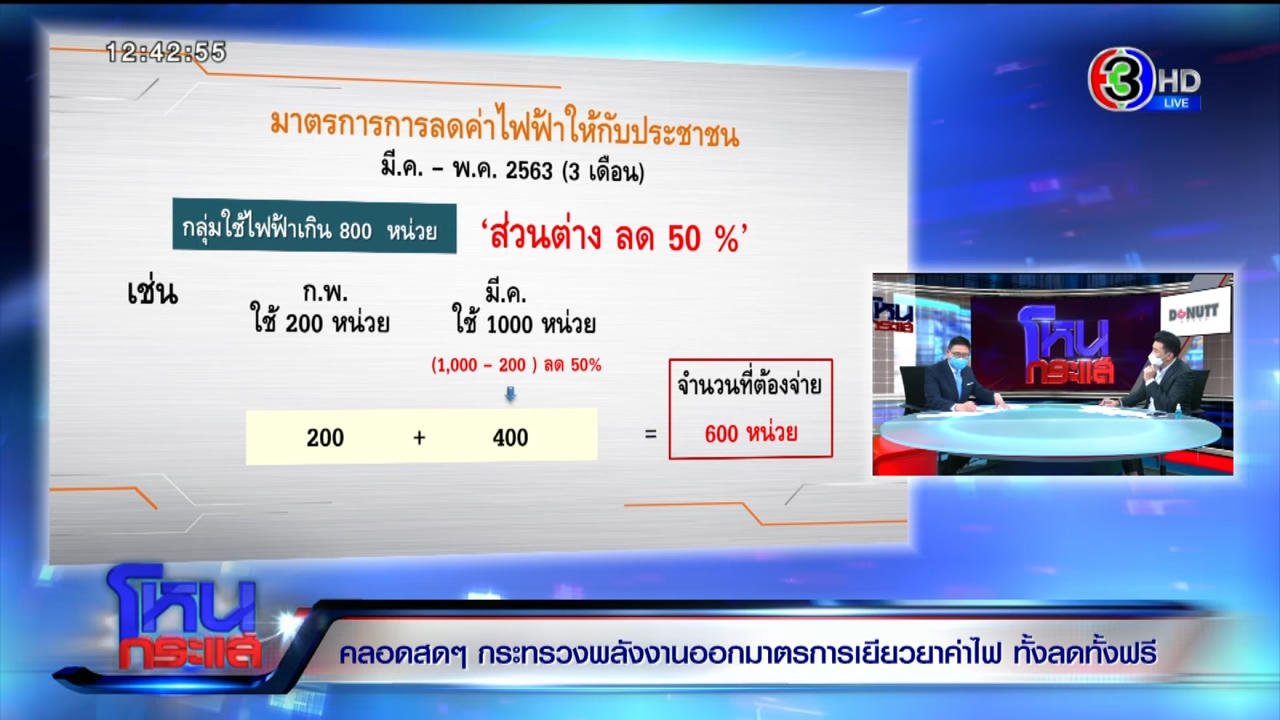 12:42:55
3 HD
LIVE
มาตรการการลดค่าไฟฟ้าให้กับประชาชน
มี.ค. – พ.ค. 2563 (3 เดือน)
กลุ่มใช้ไฟฟ้าเกิน 800 หน่วย
‘ส่วนต่าง ลด 50 %’
เช่น
ก.พ.
ใช้ 200 หน่วย
มี.ค.
ใช้ 1000 หน่วย
(1,000 – 200 ) ลด 50%
200 + 400
=
จำนวนที่ต้องจ่าย
600 หน่วย
โหน
กระแส
โหน
กระแส
DONUTT
โหน
กระแส
คลอดสดๆ กระทรวงพลังงานออกมาตรการเยียวยาค่าไฟ ทั้งลดทั้งฟรี